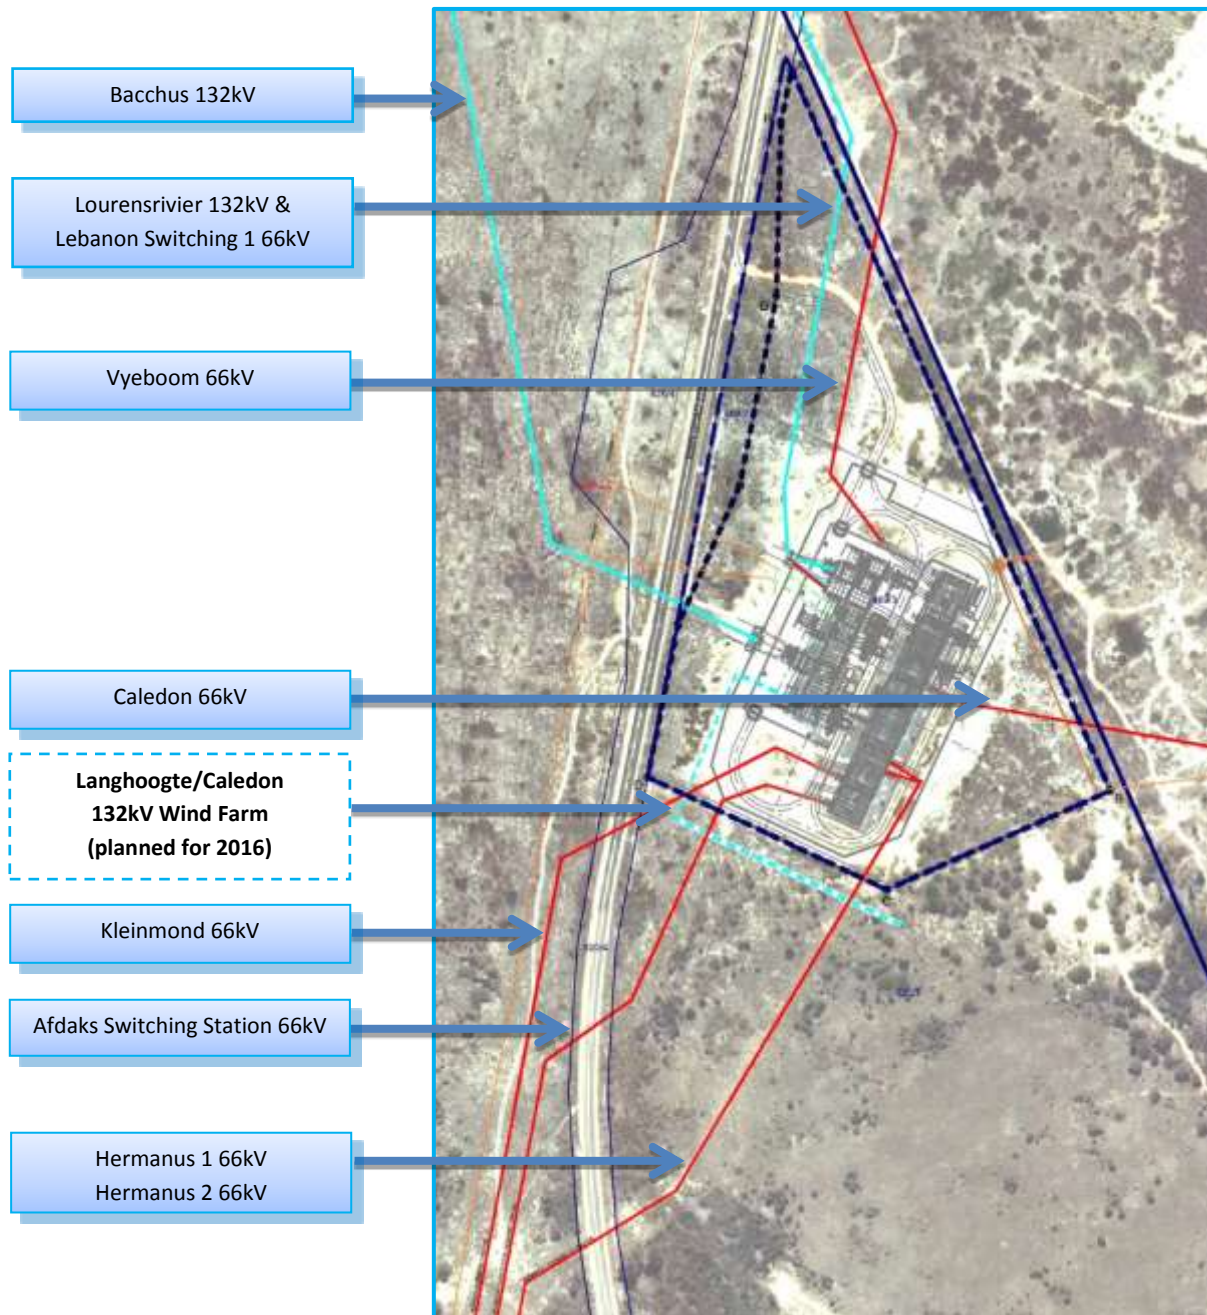 Bacchus 132kV
Lourensrivier 132kV &
Lebanon Switching 1 66kV
Vyeboom 66kV
Caledon 66kV
Langhoogte/Caledon
132kV Wind Farm
(planned for 2016)
Kleinmond 66kV
Afdaks Switching Station 66kV
Hermanus 1 66kV
Hermanus 2 66kV